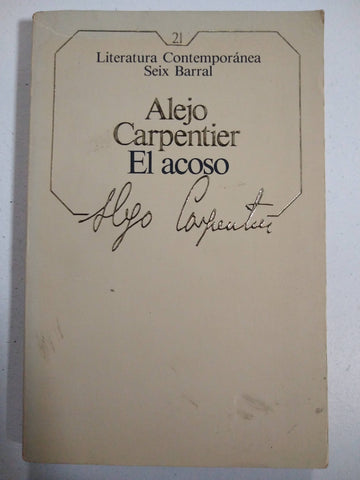 21
Literatura Contemporánea
Seix Barral
Alejo
Carpentier
El acoso
Alejo Carpentier